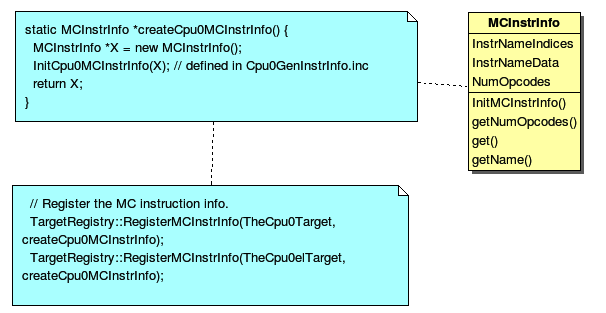 static MCInstrInfo *createCpu0MCInstrInfo() {
MCInstrInfo *X = new MCInstrInfo();
InitCpu0MCInstrInfo(X); // defined in Cpu0GenInstrInfo.inc
return X;
}
MCInstrInfo
InstrNameIndices
InstrNameData
NumOpcodes
InitMCInstrInfo()
getNumOpcodes()
get()
getName()
// Register the MC instruction info.
TargetRegistry::RegisterMCInstrInfo(TheCpu0Target,
createCpu0MCInstrInfo);
TargetRegistry::RegisterMCInstrInfo(TheCpu0elTarget,
createCpu0MCInstrInfo);